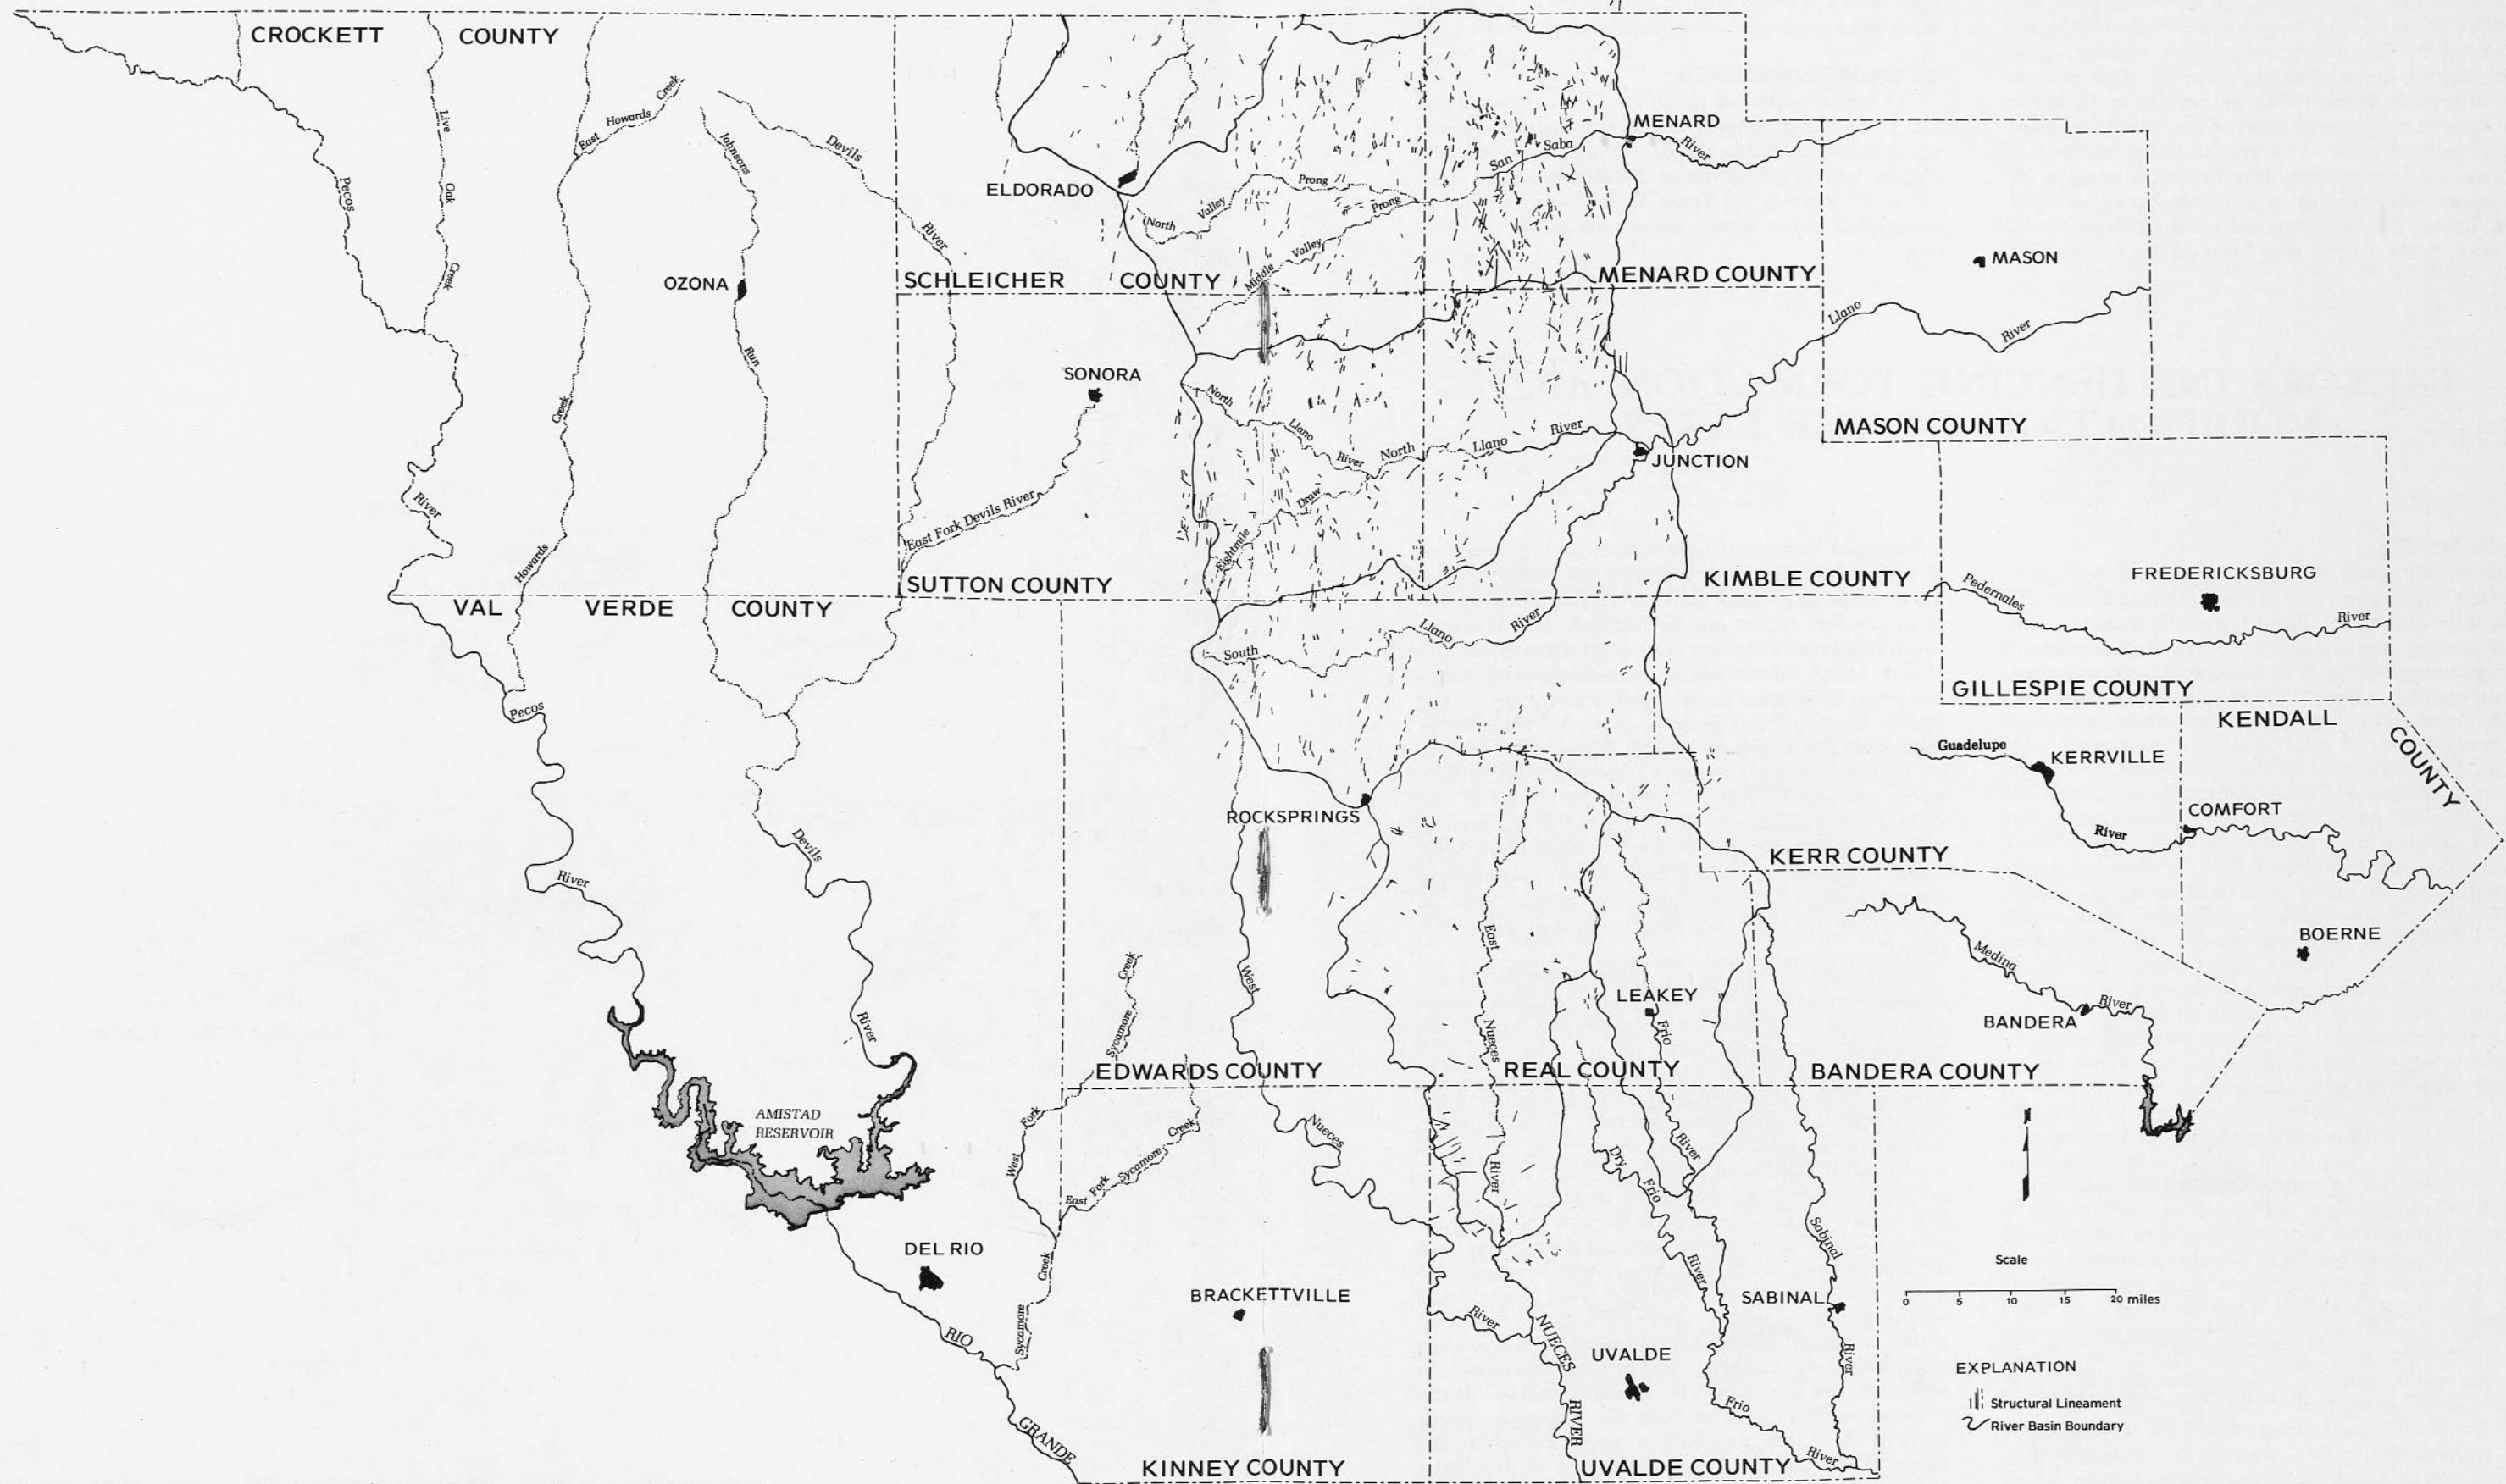 CROCKETT COUNTY
Live Oak Creek
East Howards Creek
Johnsons Run
Devils River
Pecos River
OZONA
Howards Creek
ELDORADO
North Valley Prong
Middle Valley Prong
San Saba River
MENARD
SCHLEICHER COUNTY
MENARD COUNTY
MASON
Llano River
MASON COUNTY
SONORA
North Llano River
North Llano River
JUNCTION
Eightmile Draw
East Fork Devils River
SUTTON COUNTY
KIMBLE COUNTY
FREDERICKSBURG
Pedernales River
GILLESPIE COUNTY
VAL VERDE COUNTY
South Llano River
KENDALL COUNTY
Pecos River
Guadelupe River
KERRVILLE
COMFORT
ROCKSPRINGS
KERR COUNTY
Devils River
BOERNE
Medina River
BANDERA
LEAKEY
West Nueces River
East Nueces River
Frio River
EDWARDS COUNTY
REAL COUNTY
BANDERA COUNTY
AMISTAD
RESERVOIR
West Fork Sycamore Creek
East Fork Sycamore Creek
Sycamore Creek
Dry Frio River
Sabinal River
DEL RIO
BRACKETTVILLE
SABINAL
UVALDE
RIO GRANDE
NUECES RIVER
Frio River
KINNEY COUNTY
UVALDE COUNTY
Scale
0 5 10 15 20 miles
EXPLANATION
Structural Lineament
River Basin Boundary